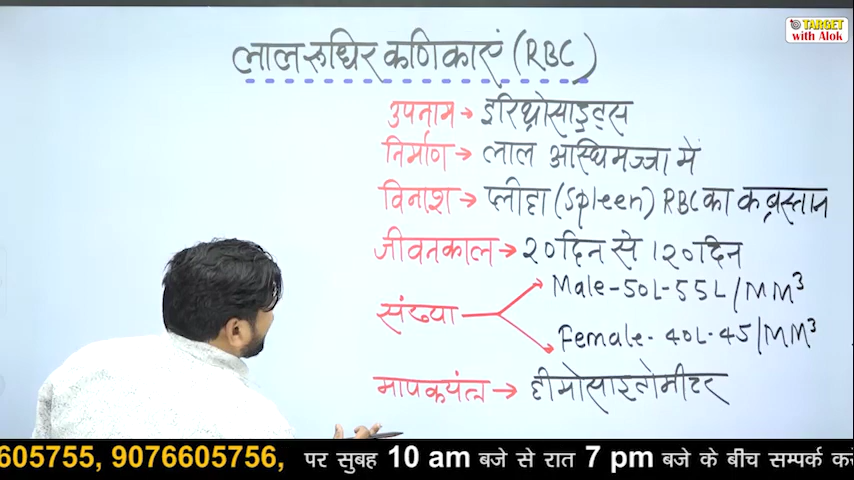 TARGET
with Alok
लाल रूधिर कणिकाएं (RBC)
उपनाम → इरिथ्रोसाइट्स
निर्माण → लाल अस्थिमज्जा में
विनाश → प्लीहा (Spleen) RBC का कब्रस्तान
जीवनकाल → २० दिन से 120 दिन
संख्या
Male - 50L - 55L / MM³
Female - 40L - 45 / MM³
मापकयंत्र → हीमोसाइटोमीटर
605755, 9076605756, पर सुबह 10 am बजे से रात 7 pm बजे के बीच सम्पर्क करें